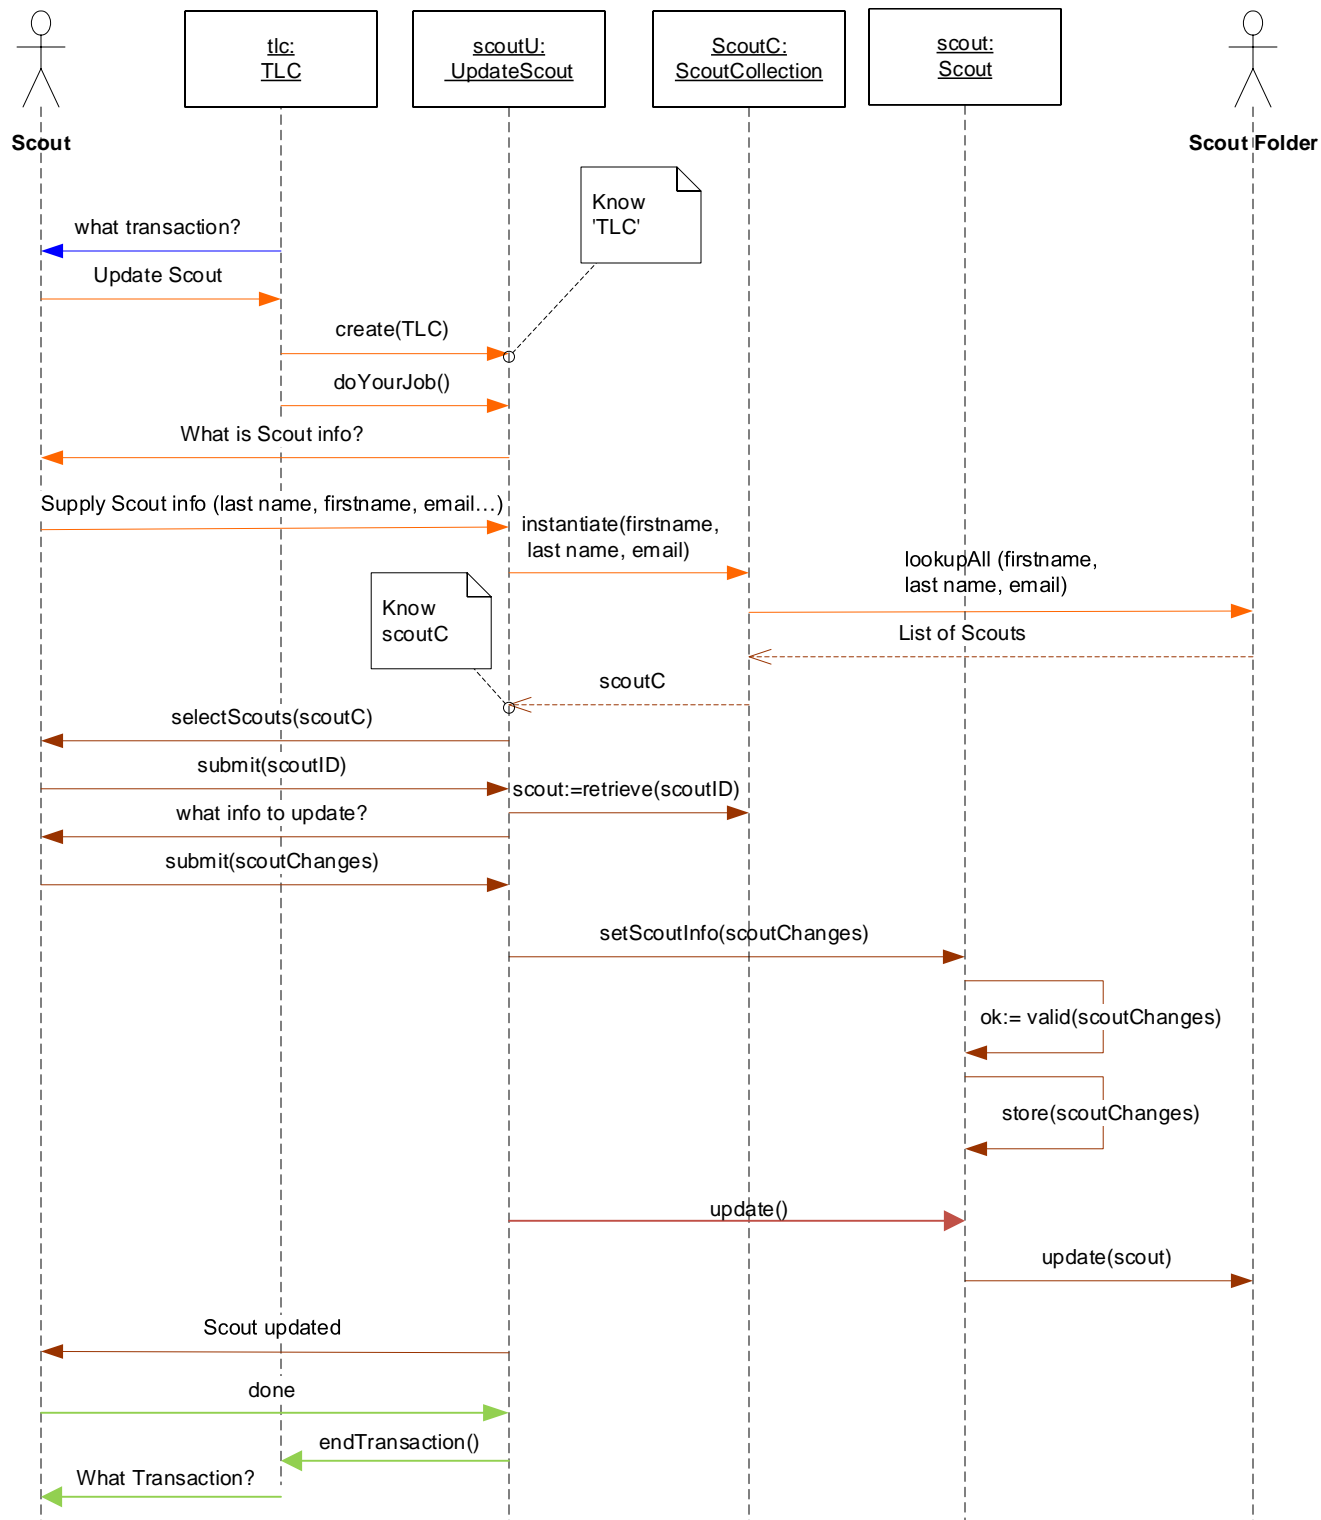 tlc:
TLC
scoutU:
UpdateScout
ScoutC:
ScoutCollection
scout:
Scout
Scout
Scout Folder
Know
'TLC'
what transaction?
Update Scout
create(TLC)
doYourJob()
What is Scout info?
Supply Scout info (last name, firstname, email…)
instantiate(firstname,
last name, email)
lookupAll (firstname,
last name, email)
Know
scoutC
List of Scouts
scoutC
selectScouts(scoutC)
submit(scoutID)
scout:=retrieve(scoutID)
what info to update?
submit(scoutChanges)
setScoutInfo(scoutChanges)
ok:= valid(scoutChanges)
store(scoutChanges)
update()
update(scout)
Scout updated
done
endTransaction()
What Transaction?